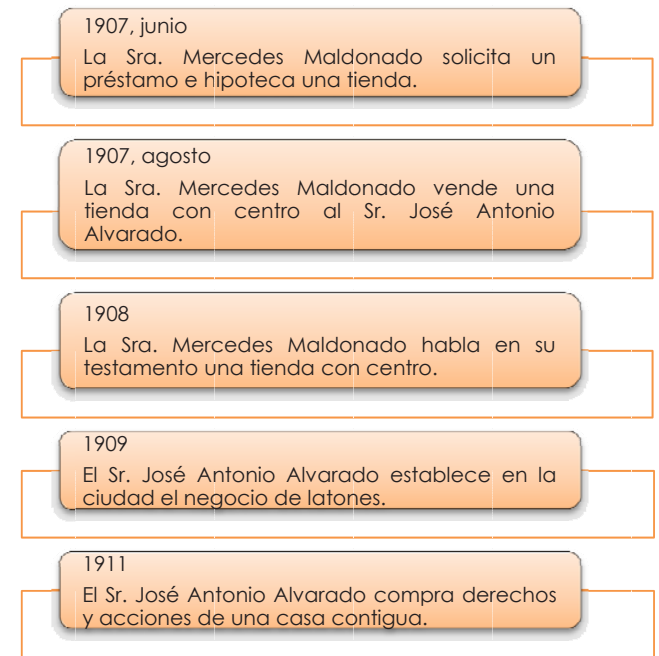 1907, junio
La Sra. Mercedes Maldonado solicita un
préstamo e hipoteca una tienda.
1907, agosto
La Sra. Mercedes Maldonado vende una
tienda con centro al Sr. José Antonio
Alvarado.
1908
La Sra. Mercedes Maldonado habla en su
testamento una tienda con centro.
1909
El Sr. José Antonio Alvarado establece en la
ciudad el negocio de latones.
1911
El Sr. José Antonio Alvarado compra derechos
y acciones de una casa contigua.